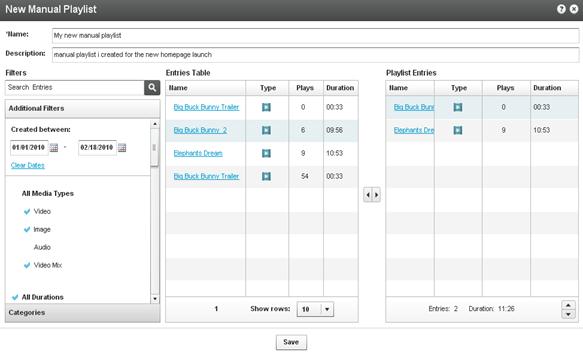 New Manual Playlist
*Name: My new manual playlist
Description: manual playlist i created for the new homepage launch
Filters
Search Entries
Additional Filters
Created between:
01/01/2010 - 02/18/2010
Clear Dates
All Media Types
Video
Image
Audio
Video Mix
All Durations
Categories
Entries Table
Name Type Plays Duration
Big Buck Bunny Trailer 0 00:33
Big Buck Bunny 2 6 09:56
Elephants Dream 9 10:53
Big Buck Bunny Trailer 54 00:33
1 Show rows: 10
Playlist Entries
Name Type Plays Duration
Big Buck Bunn 0 00:33
Elephants Dre 9 10:53
Entries: 2 Duration: 11:26
Save